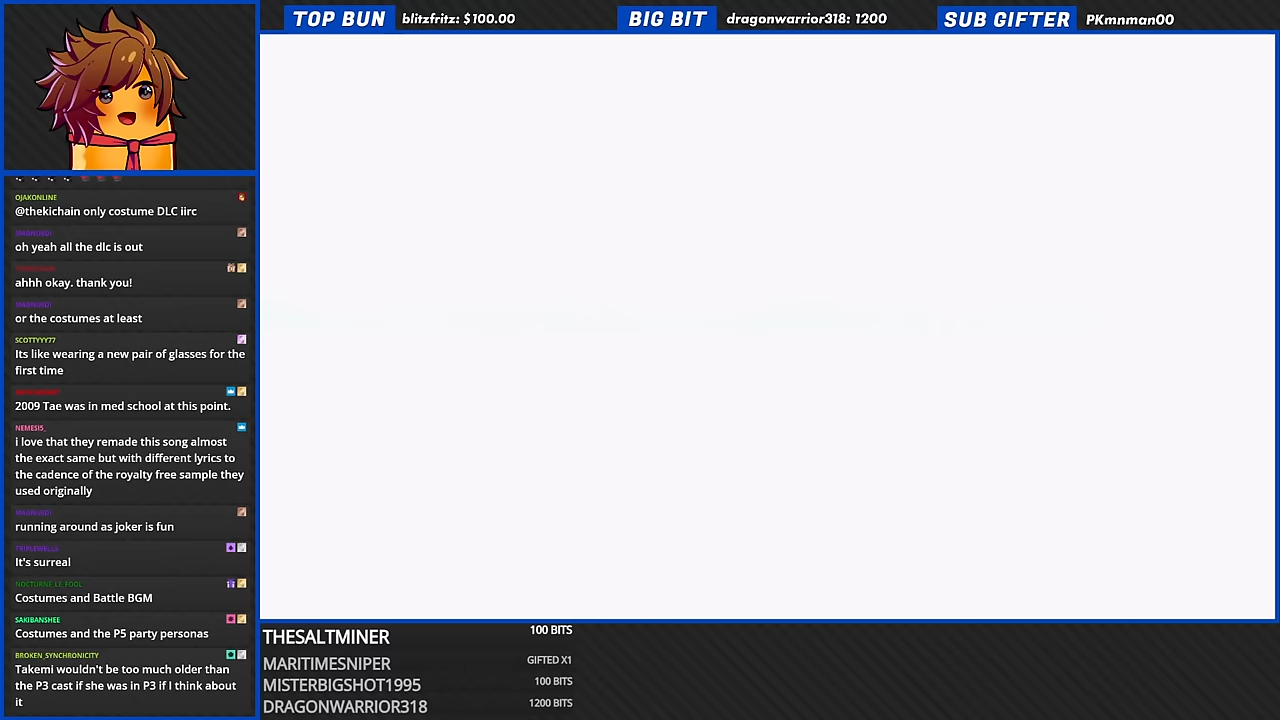 TOP BUN blitzfritz: $100.00 BIG BIT dragonwarrior318: 1200 SUB GIFTER PKmnman00
OJAKONLINE
@thekichain only costume DLC iirc
oh yeah all the dlc is out
ahhh okay. thank you!
or the costumes at least
SCOTTYYY77
Its like wearing a new pair of glasses for the
first time
2009 Tae was in med school at this point.
NEMESIS_
i love that they remade this song almost
the exact same but with different lyrics to
the cadence of the royalty free sample they
used originally
running around as joker is fun
It's surreal
NOCTURNE_LE_FOOL
Costumes and Battle BGM
SAKIBANSHEE
Costumes and the P5 party personas
BROKEN_SYNCHRONICITY
Takemi wouldn't be too much older than
the P3 cast if she was in P3 if I think about
it
THESALTMINER 100 BITS
MARITIMESNIPER GIFTED X1
MISTERBIGSHOT1995 100 BITS
DRAGONWARRIOR318 1200 BITS